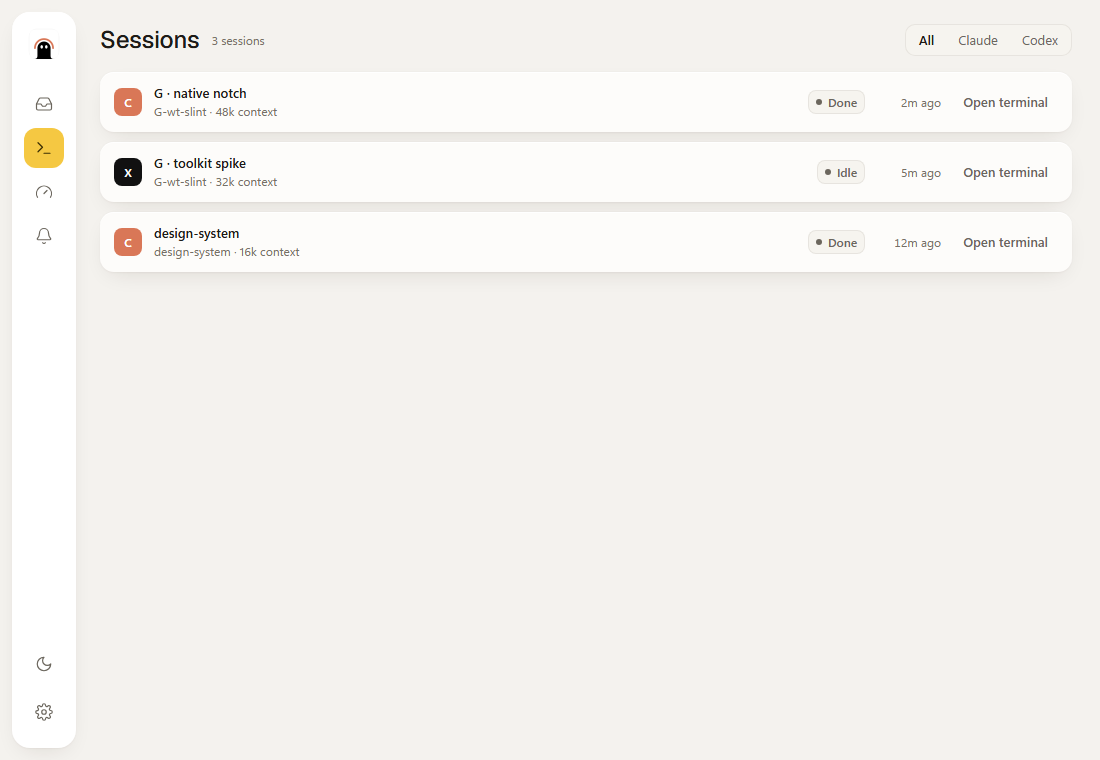 Sessions 3 sessions
All Claude Codex
C
G · native notch
G-wt-slint · 48k context
Done
2m ago
Open terminal
X
G · toolkit spike
G-wt-slint · 32k context
Idle
5m ago
Open terminal
C
design-system
design-system · 16k context
Done
12m ago
Open terminal